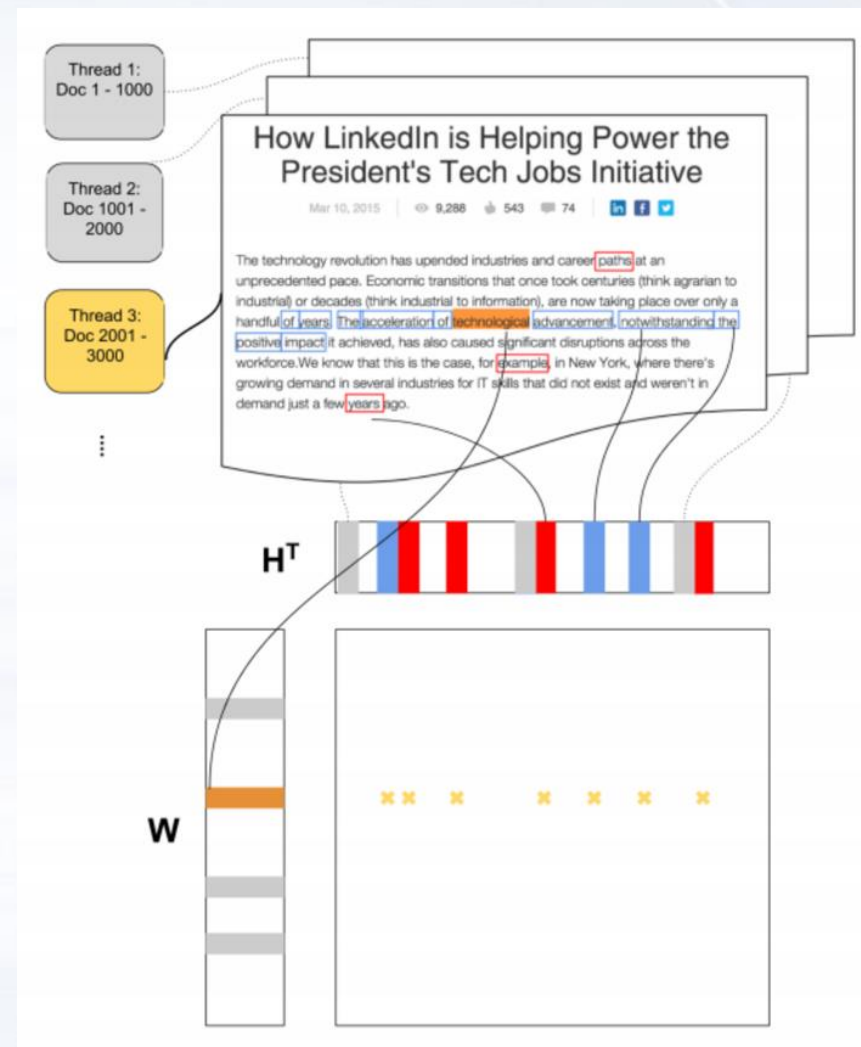 Thread 1:
Doc 1 - 1000
Thread 2:
Doc 1001 -
2000
Thread 3:
Doc 2001 -
3000
How LinkedIn is Helping Power the
President's Tech Jobs Initiative
Mar 10, 2015 9,288 543 74 in f
The technology revolution has upended industries and career paths at an
unprecedented pace. Economic transitions that once took centuries (think agrarian to
industrial) or decades (think industrial to information), are now taking place over only a
handful of years. The acceleration of technological advancement, notwithstanding the
positive impact it achieved, has also caused significant disruptions across the
workforce.We know that this is the case, for example, in New York, where there's
growing demand in several industries for IT skills that did not exist and weren't in
demand just a few years ago.
H^T
W